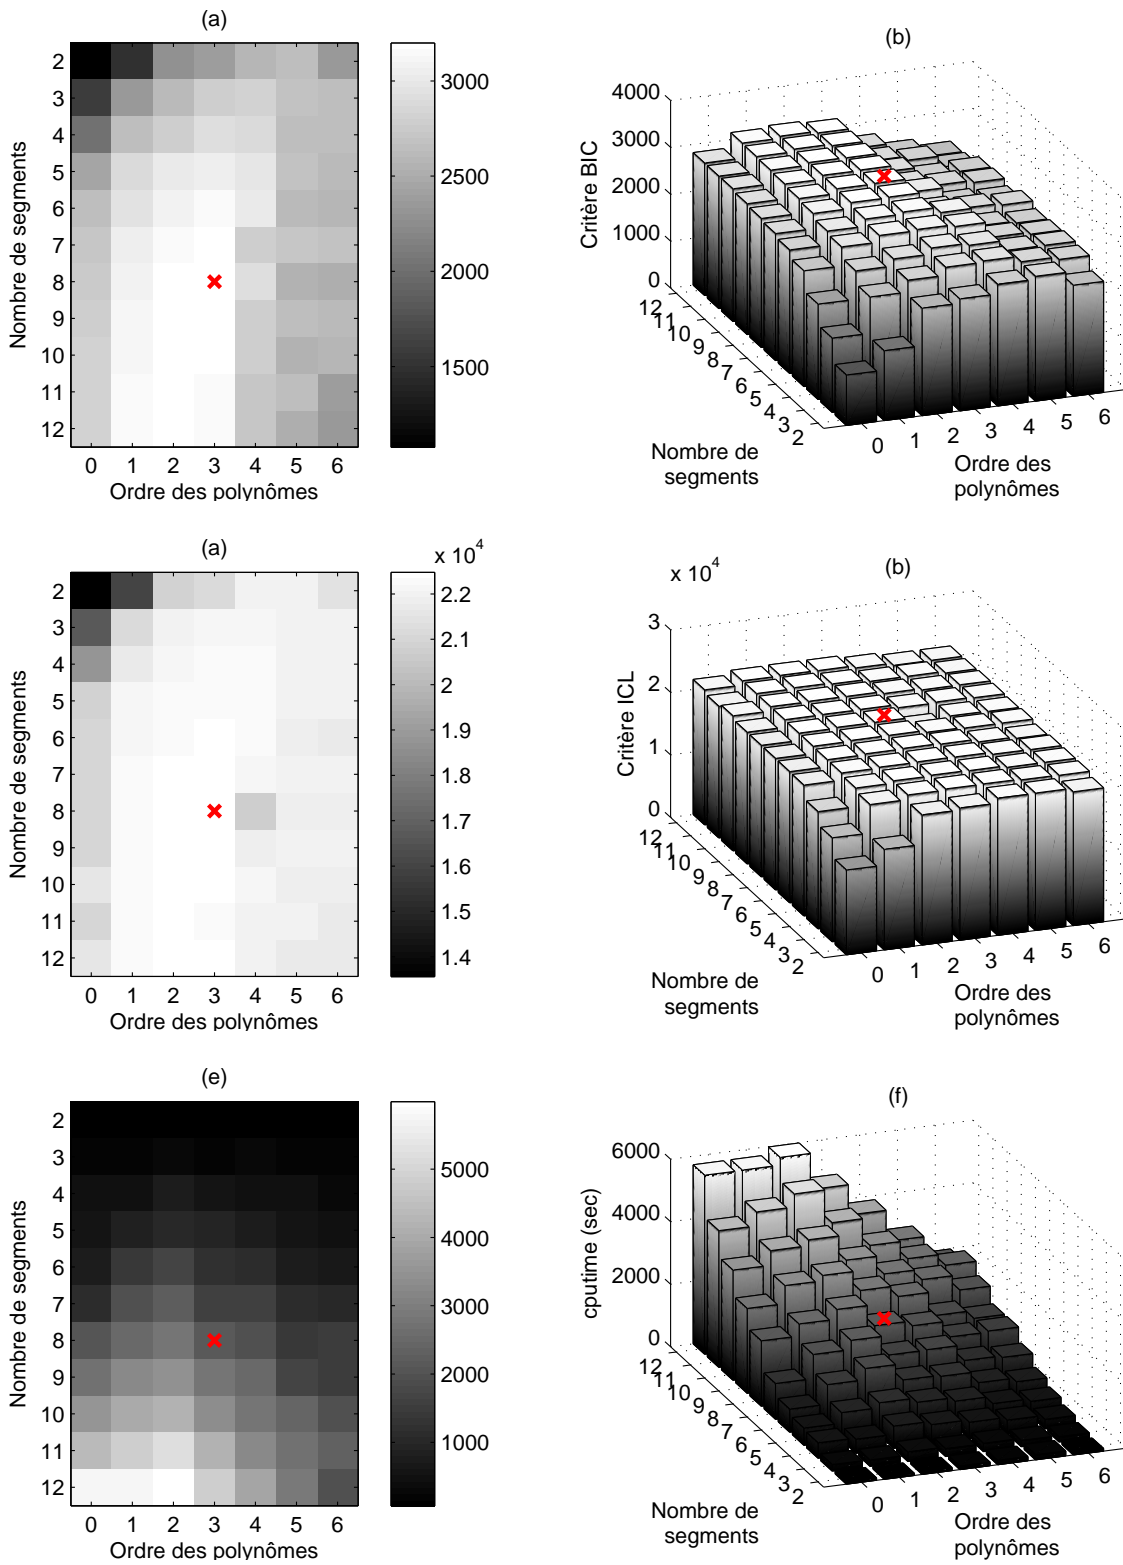 (a)
2
3
4
5
6
7
8
9
10
11
12
0 1 2 3 4 5 6
Nombre de segments
Ordre des polynômes
3000
2500
2000
1500
(b)
4000
3000
2000
1000
0
Critère BIC
12
11
10
9
8
7
6
5
4
3
2
0 1 2 3 4 5 6
Nombre de
segments
Ordre des
polynômes
(a)
x 10^4
2
3
4
5
6
7
8
9
10
11
12
0 1 2 3 4 5 6
Nombre de segments
Ordre des polynômes
2.2
2.1
2
1.9
1.8
1.7
1.6
1.5
1.4
(b)
x 10^4
3
2
1
0
Critère ICL
12
11
10
9
8
7
6
5
4
3
2
0 1 2 3 4 5 6
Nombre de
segments
Ordre des
polynômes
(e)
2
3
4
5
6
7
8
9
10
11
12
0 1 2 3 4 5 6
Nombre de segments
Ordre des polynômes
5000
4000
3000
2000
1000
(f)
6000
4000
2000
0
cputime (sec)
12
11
10
9
8
7
6
5
4
3
2
0 1 2 3 4 5 6
Nombre de
segments
Ordre des
polynômes